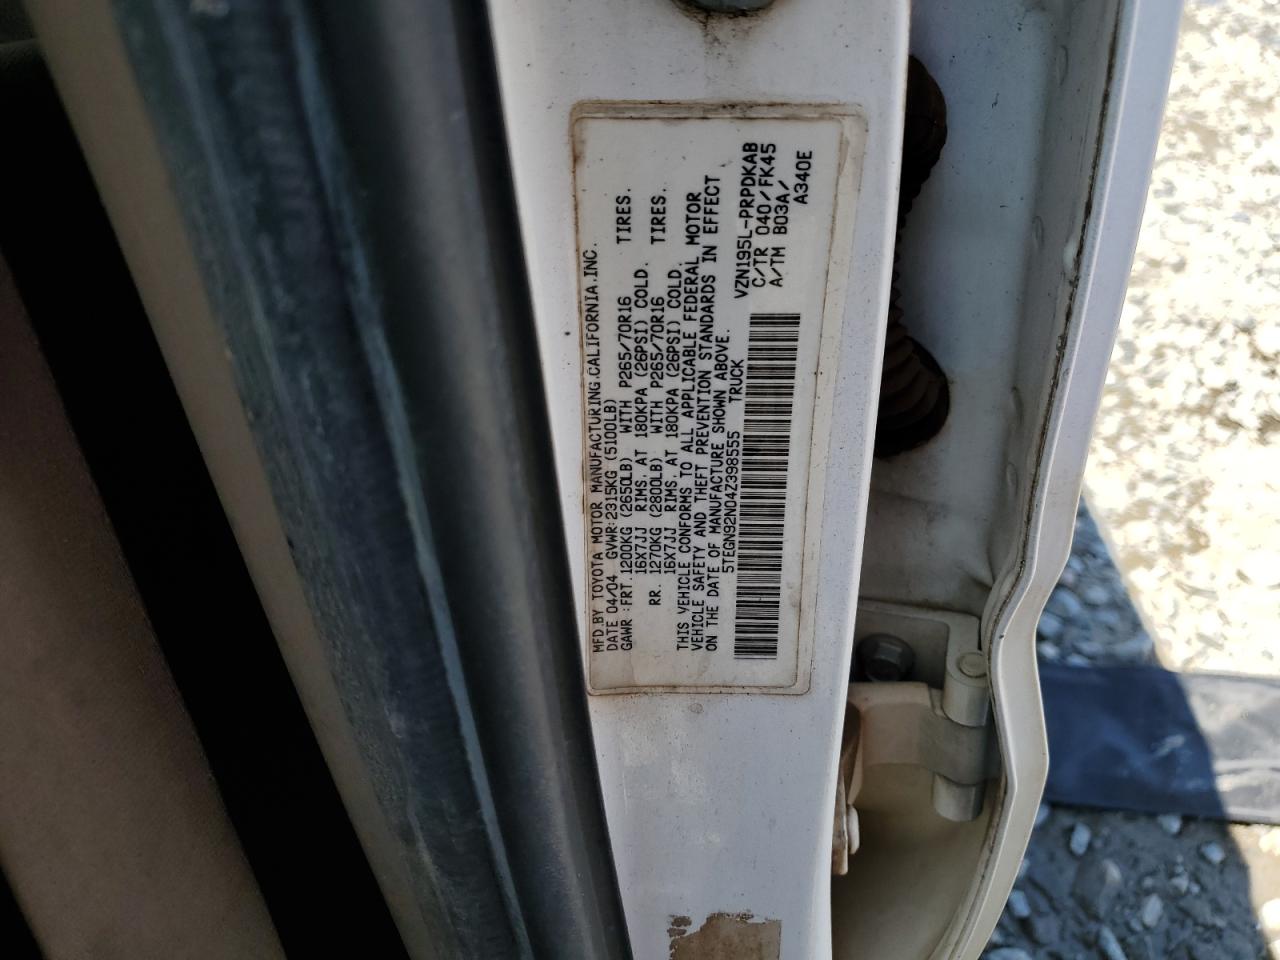 MFD.BY TOYOTA MOTOR MANUFACTURING.CALIFORNIA.INC.
DATE 04/04 GVWR:2315KG (5100LB)
GAWR :FRT.1200KG (2650LB) WITH P265/70R16 TIRES.
16X7JJ RIMS.AT 180KPA (26PSI) COLD.
RR. 1270KG (2800LB) WITH P265/70R16 TIRES.
16X7JJ RIMS.AT 180KPA (26PSI) COLD.
THIS VEHICLE CONFORMS TO ALL APPLICABLE FEDERAL MOTOR
VEHICLE SAFETY AND THEFT PREVENTION STANDARDS IN EFFECT
ON THE DATE OF MANUFACTURE SHOWN ABOVE.
5TEGN92N04Z398555 TRUCK
VZN195L-PRPDKAB
C/TR 040/FK45
A/TM B03A/
A340E